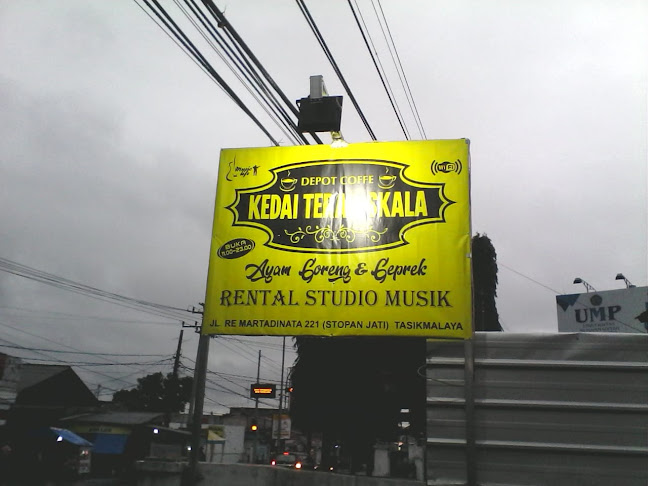 Music
WiFi
DEPOT COFFE
KEDAI
BUKA
Ayam Goreng & Geprek
RENTAL STUDIO MUSIK
JL. RE MARTADINATA 221 (STOPAN JATI) TASIKMALAYA
UMP